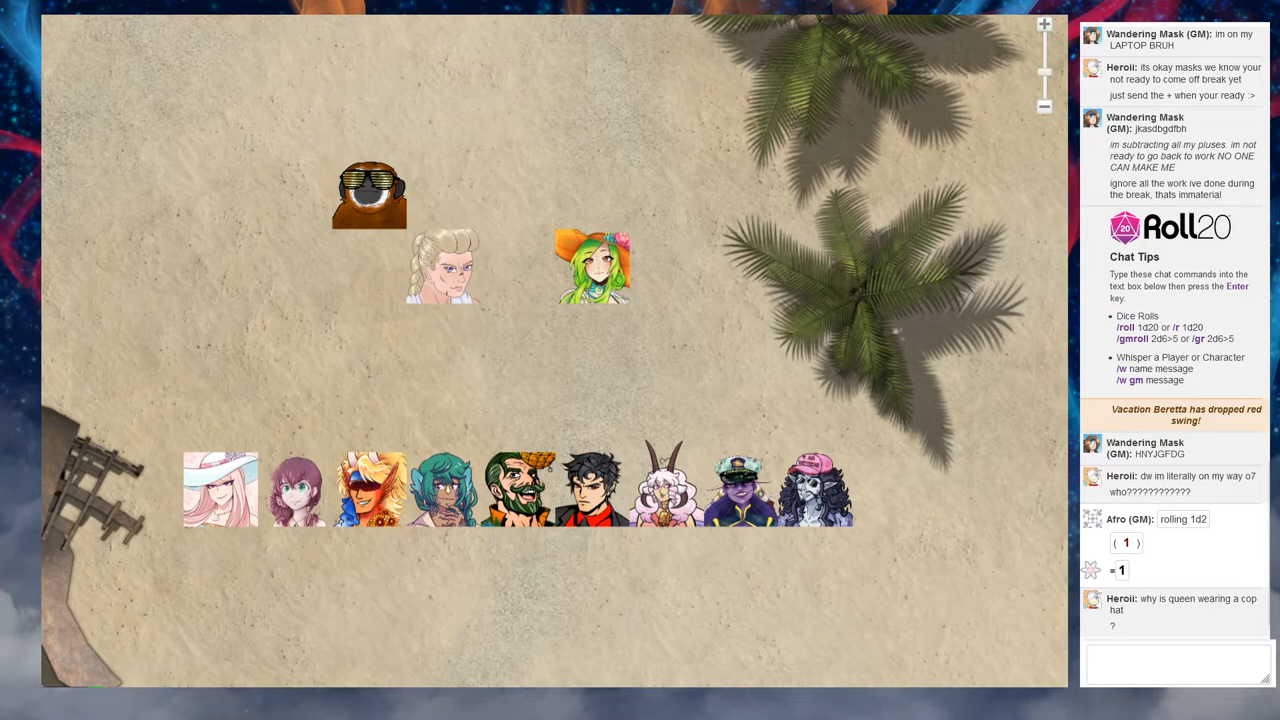 Wandering Mask (GM): im on my
LAPTOP BRUH
Heroii: its okay masks we know your
not ready to come off break yet
just send the + when your ready :>
Wandering Mask
(GM): jkasdbgdfbh
im subtracting all my pluses. im not
ready to go back to work NO ONE
CAN MAKE ME
ignore all the work ive done during
the break, thats immaterial
20 Roll20
Chat Tips
Type these chat commands into the
text box below then press the Enter
key.
• Dice Rolls
/roll 1d20 or /r 1d20
/gmroll 2d6>5 or /gr 2d6>5
• Whisper a Player or Character
/w name message
/w gm message
Vacation Beretta has dropped red
swing!
Wandering Mask
(GM): HNYJGFDG
Heroii: dw im literally on my way o7
who????????????
Afro (GM): rolling 1d2
( 1 )
=1
Heroii: why is queen wearing a cop
hat
?